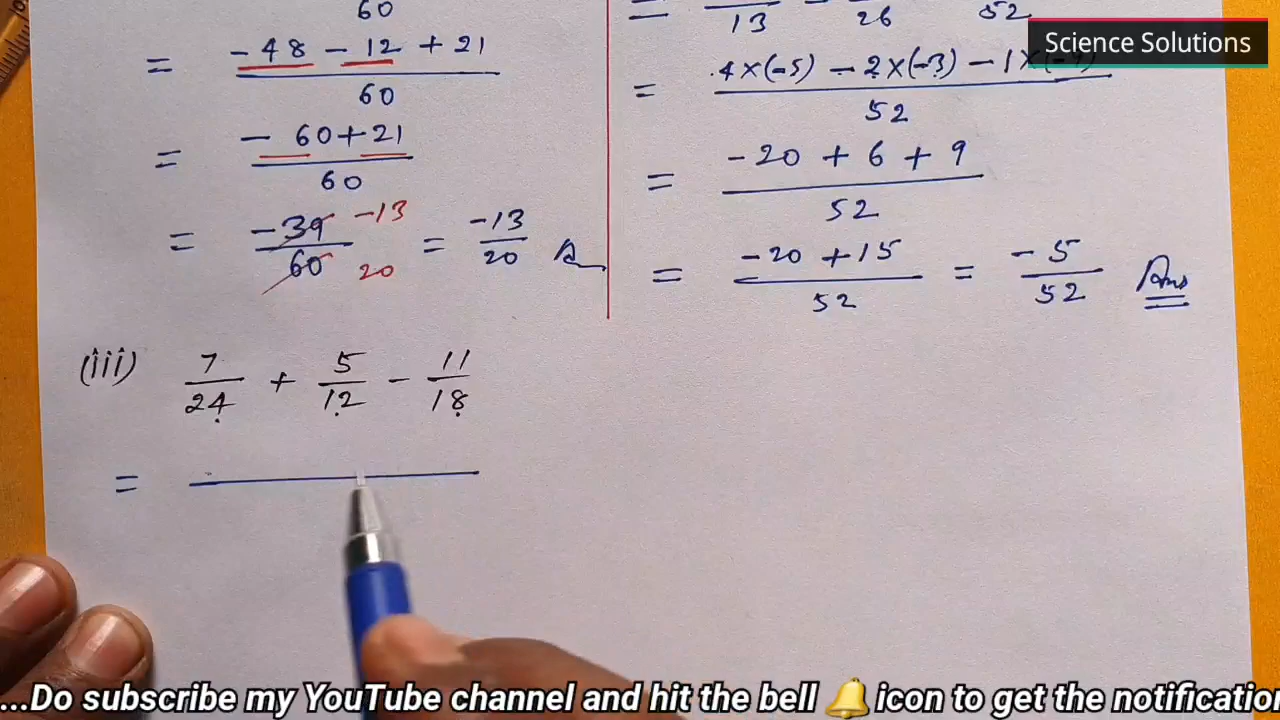 60
= -48 - 12 + 21
60
= - 60 + 21
60
= -39 -13 = -13 A
60 20 20
= 13 26 52
= 4×(-5) - 2×(-3) - 1×(-9)
52
= -20 + 6 + 9
52
= -20 + 15 = -5 Ans
52 52
(iii) 7 + 5 - 11
24 12 18
=
Science Solutions
...Do subscribe my YouTube channel and hit the bell 🔔 icon to get the notification